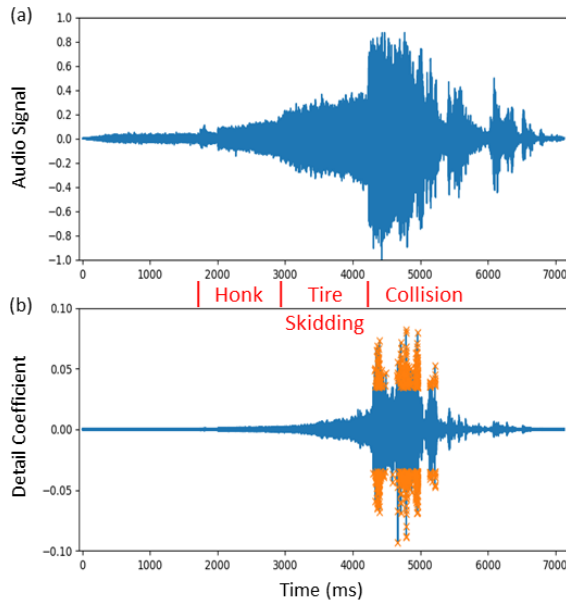 (a)
Audio Signal
1.0
0.8
0.6
0.4
0.2
0.0
−0.2
−0.4
−0.6
−0.8
−1.0
0 1000 2000 3000 4000 5000 6000 7000
| Honk | Tire | Collision
Skidding
(b)
Detail Coefficient
0.10
0.05
0.00
−0.05
−0.10
0 1000 2000 3000 4000 5000 6000 7000
Time (ms)